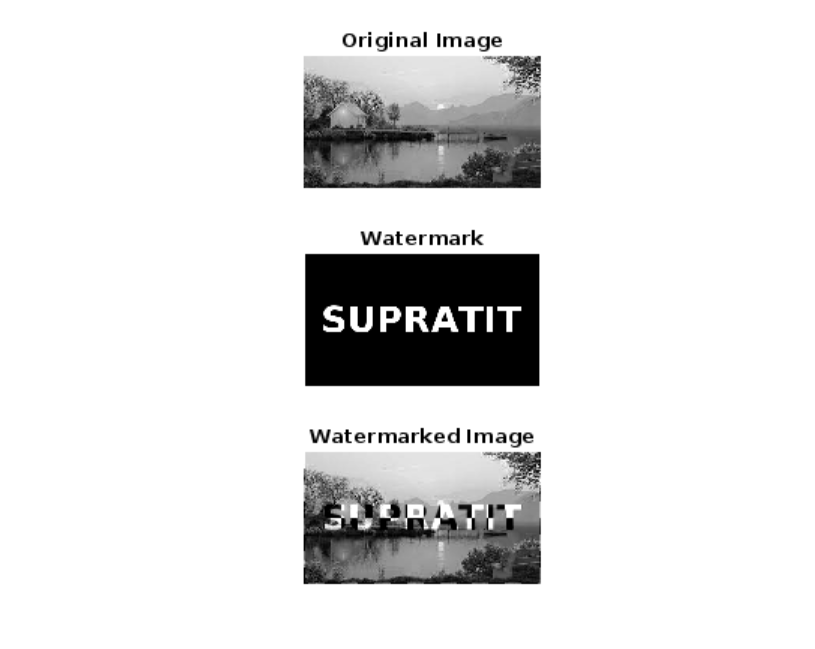 Original Image
Watermark
SUPRATIT
Watermarked Image
SUPRATIT